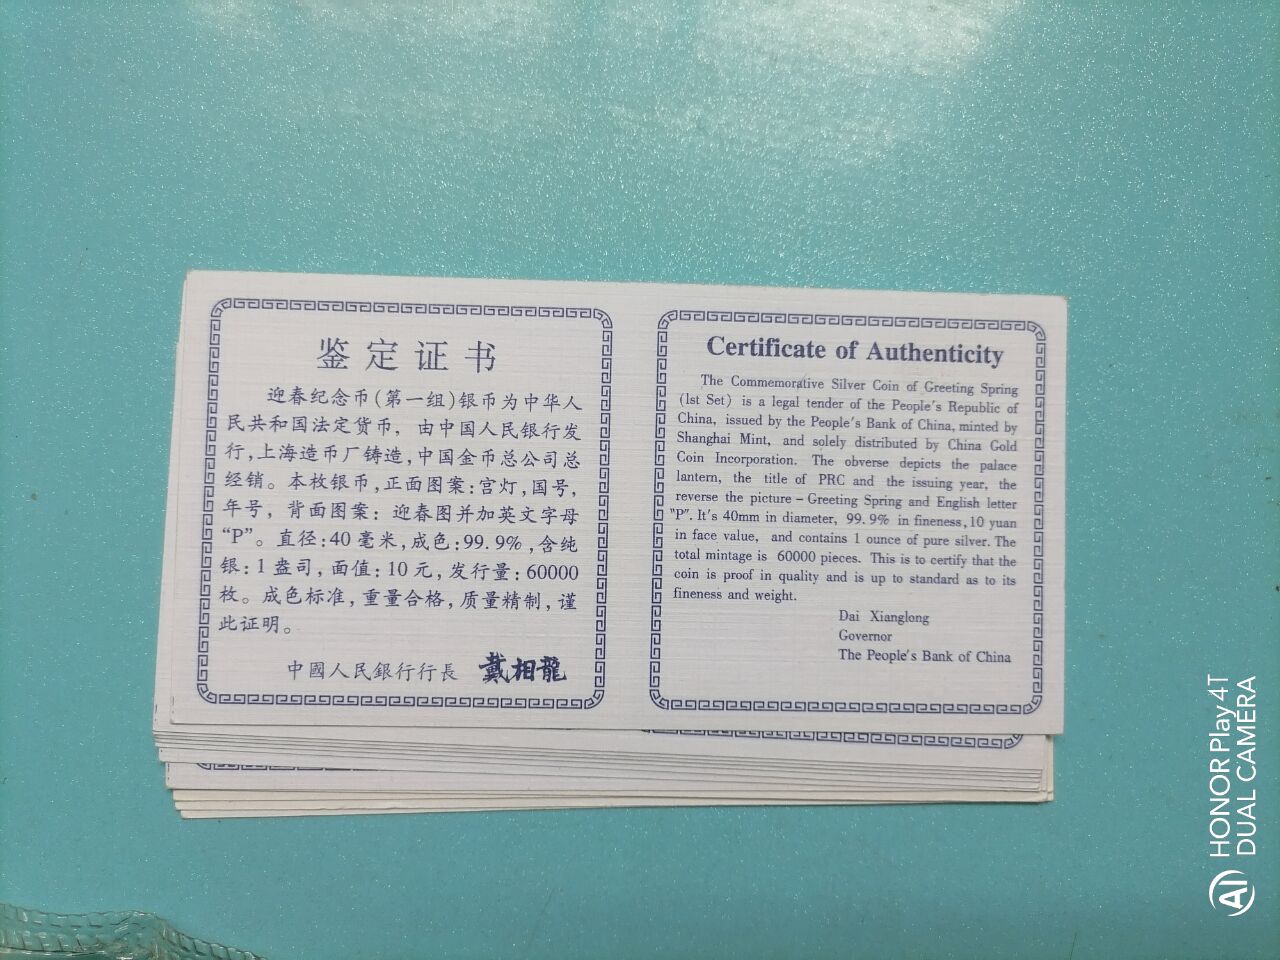 鉴定证书
迎春纪念币(第一组)银币为中华人
民共和国法定货币，由中国人民银行发
行,上海造币厂铸造,中国金币总公司总
经销。本枚银币,正面图案:宫灯,国号,
年号，背面图案：迎春图并加英文字母
“P”。直径:40毫米,成色:99.9%,含纯
银:1盎司,面值:10元,发行量:60000
枚。成色标准,重量合格,质量精制,谨
此证明。
中國人民銀行行長 戴相龍
Certificate of Authenticity
The Commemorative Silver Coin of Greeting Spring
(lst Set) is a legal tender of the People's Republic of
China, issued by the People's Bank of China, minted by
Shanghai Mint, and solely distributed by China Gold
Coin Incorporation. The obverse depicts the palace
lantern, the title of PRC and the issuing year, the
reverse the picture – Greeting Spring and English letter
"P". It's 40mm in diameter, 99.9% in fineness, 10 yuan
in face value, and contains 1 ounce of pure silver. The
total mintage is 60000 pieces. This is to certify that the
coin is proof in quality and is up to standard as to its
fineness and weight.
Dai Xianglong
Governor
The People's Bank of China
HONOR Play 4T
DUAL CAMERA